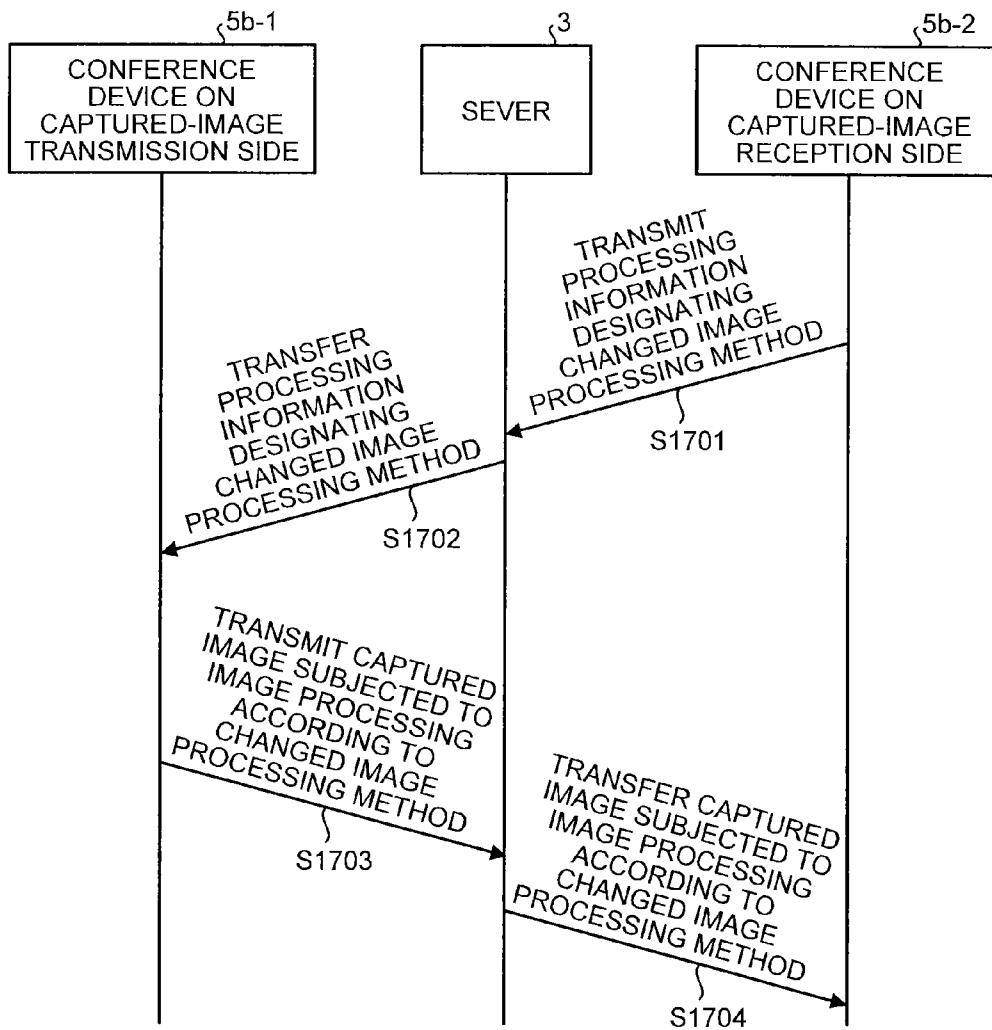 5b-1
3
5b-2
CONFERENCE
DEVICE ON
CAPTURED-IMAGE
TRANSMISSION SIDE
SEVER
CONFERENCE
DEVICE ON
CAPTURED-IMAGE
RECEPTION SIDE
TRANSMIT
PROCESSING
INFORMATION
DESIGNATING
CHANGED IMAGE
PROCESSING METHOD
S1701
TRANSFER
PROCESSING
INFORMATION
DESIGNATING
CHANGED IMAGE
PROCESSING METHOD
S1702
TRANSMIT CAPTURED
IMAGE SUBJECTED TO
IMAGE PROCESSING
ACCORDING TO
CHANGED IMAGE
PROCESSING METHOD
S1703
TRANSFER CAPTURED
IMAGE SUBJECTED TO
IMAGE PROCESSING
ACCORDING TO
CHANGED IMAGE
PROCESSING METHOD
S1704